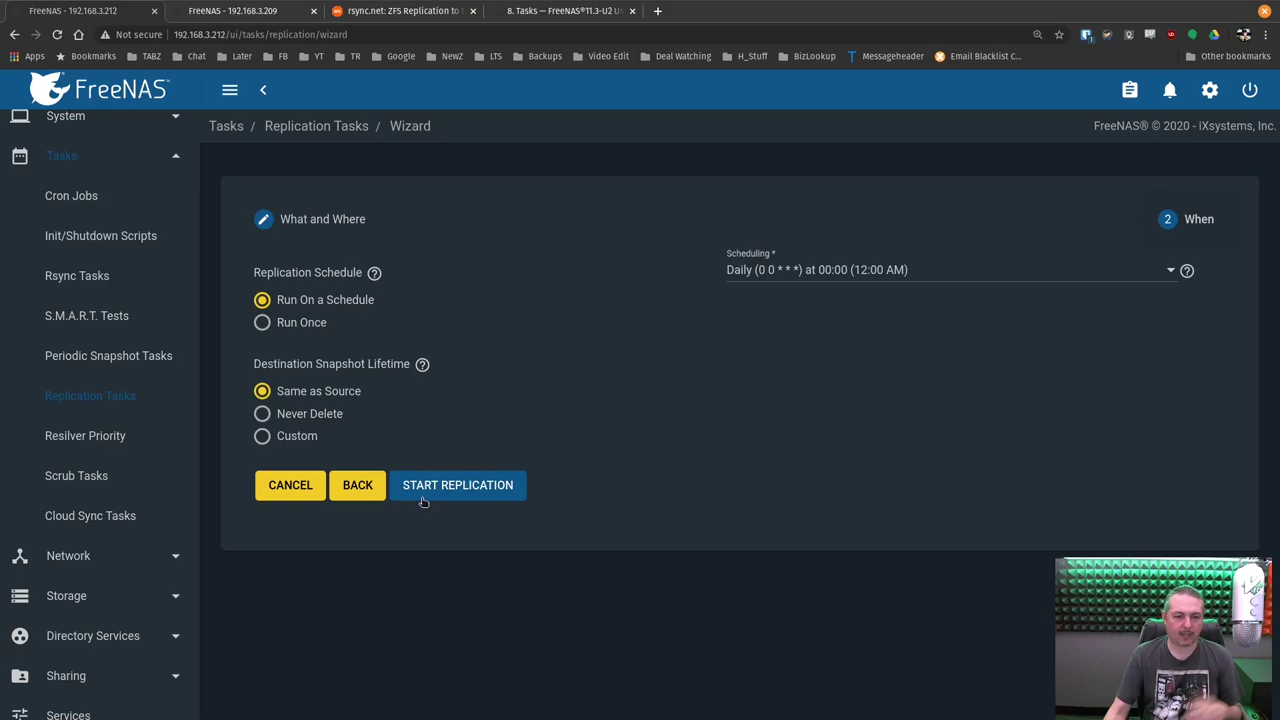 FreeNAS - 192.168.3.212
FreeNAS - 192.168.3.209
rsync.net: ZFS Replication to
8. Tasks — FreeNAS®11.3-U2 U
Not secure
192.168.3.212/ui/tasks/replication/wizard
Apps
Bookmarks
TABZ
Chat
Later
FB
YT
TR
Google
NewZ
LTS
Backups
Video Edit
Deal Watching
H_Stuff
BizLookup
Messageheader
Email Blacklist C...
Other bookmarks
FreeNAS®
System
Tasks
Cron Jobs
Init/Shutdown Scripts
Rsync Tasks
S.M.A.R.T. Tests
Periodic Snapshot Tasks
Replication Tasks
Resilver Priority
Scrub Tasks
Cloud Sync Tasks
Network
Storage
Directory Services
Sharing
Services
Tasks / Replication Tasks / Wizard
FreeNAS® © 2020 - iXsystems, Inc.
What and Where
2 When
Replication Schedule
Run On a Schedule
Run Once
Scheduling *
Daily (0 0 * * *) at 00:00 (12:00 AM)
Destination Snapshot Lifetime
Same as Source
Never Delete
Custom
CANCEL
BACK
START REPLICATION